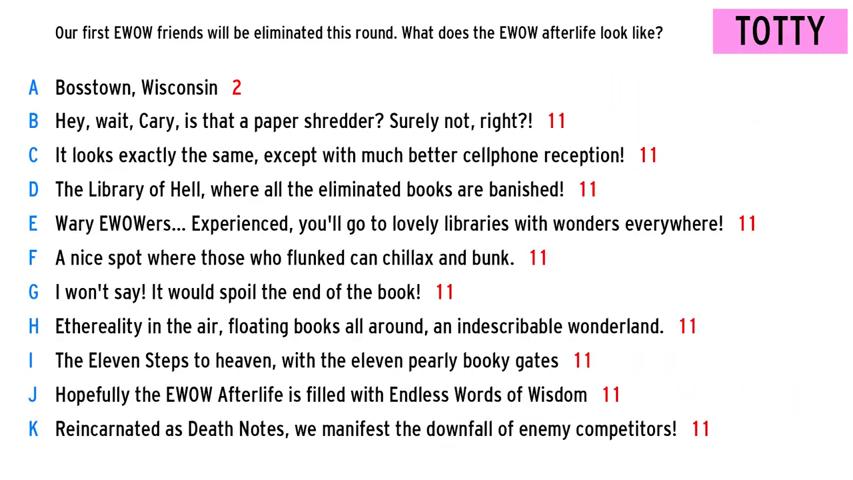 Our first EWOW friends will be eliminated this round. What does the EWOW afterlife look like?
TOTTY
A Bosstown, Wisconsin 2
B Hey, wait, Cary, is that a paper shredder? Surely not, right?! 11
C It looks exactly the same, except with much better cellphone reception! 11
D The Library of Hell, where all the eliminated books are banished! 11
E Wary EWOWers... Experienced, you'll go to lovely libraries with wonders everywhere! 11
F A nice spot where those who flunked can chillax and bunk. 11
G I won't say! It would spoil the end of the book! 11
H Ethereality in the air, floating books all around, an indescribable wonderland. 11
I The Eleven Steps to heaven, with the eleven pearly booky gates 11
J Hopefully the EWOW Afterlife is filled with Endless Words of Wisdom 11
K Reincarnated as Death Notes, we manifest the downfall of enemy competitors! 11